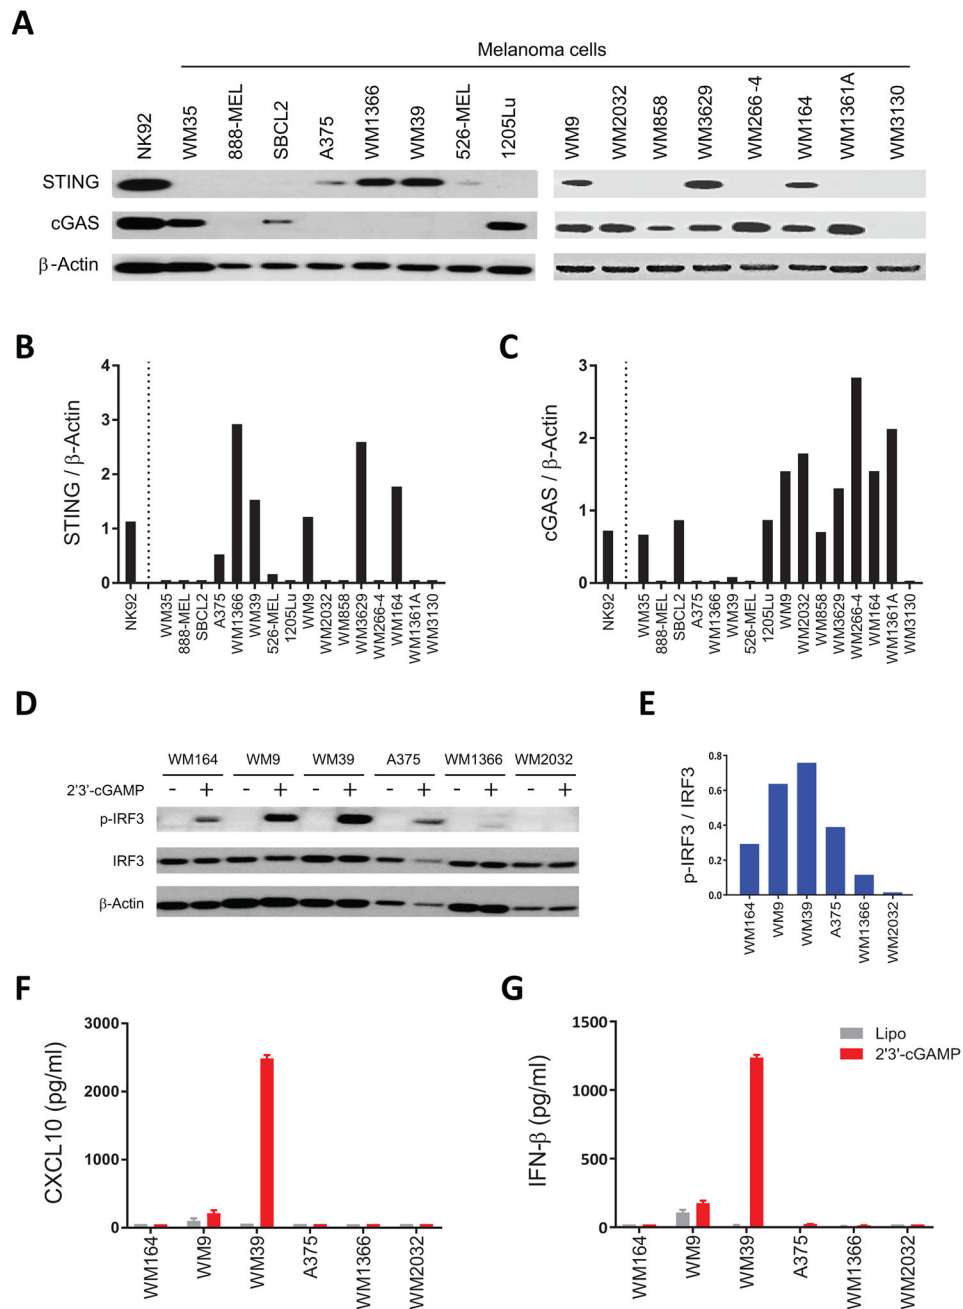 A
Melanoma cells
NK92 WM35 888-MEL SBCL2 A375 WM1366 WM39 526-MEL 1205Lu WM9 WM2032 WM858 WM3629 WM266-4 WM164 WM1361A WM3130
STING
cGAS
β-Actin
B
STING / β-Actin
4
3
2
1
0
NK92 WM35 888-MEL SBCL2 A375 WM1366 WM39 526-MEL 1205Lu WM9 WM2032 WM858 WM3629 WM266-4 WM164 WM1361A WM3130
C
cGAS / β-Actin
3
2
1
0
NK92 WM35 888-MEL SBCL2 A375 WM1366 WM39 526-MEL 1205Lu WM9 WM2032 WM858 WM3629 WM266-4 WM164 WM1361A WM3130
D
WM164 WM9 WM39 A375 WM1366 WM2032
2'3'-cGAMP - + - + - + - + - + - +
p-IRF3
IRF3
β-Actin
E
p-IRF3 / IRF3
0.8
0.6
0.4
0.2
0.0
WM164 WM9 WM39 A375 WM1366 WM2032
F
CXCL10 (pg/ml)
3000
2000
1000
0
WM164 WM9 WM39 A375 WM1366 WM2032
G
IFN-β (pg/ml)
1500
1000
500
0
WM164 WM9 WM39 A375 WM1366 WM2032
Lipo
2'3'-cGAMP